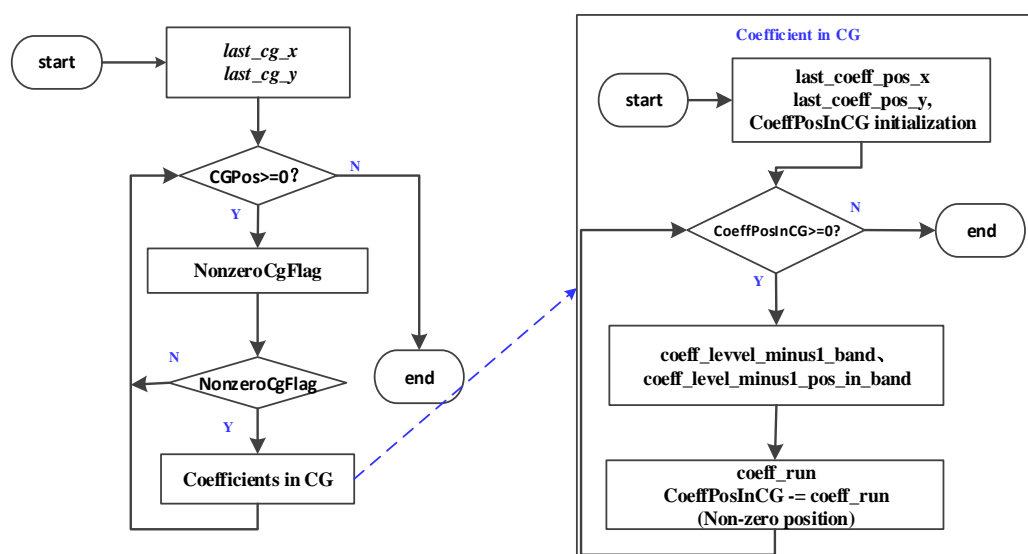 start
last_cg_x
last_cg_y
CGPos>=0?
N
Y
NonzeroCgFlag
N
NonzeroCgFlag
Y
end
Coefficients in CG
Coefficient in CG
start
last_coeff_pos_x
last_coeff_pos_y,
CoeffPosInCG initialization
CoeffPosInCG>=0?
N
end
Y
coeff_levvel_minus1_band、
coeff_level_minus1_pos_in_band
coeff_run
CoeffPosInCG -= coeff_run
(Non-zero position)